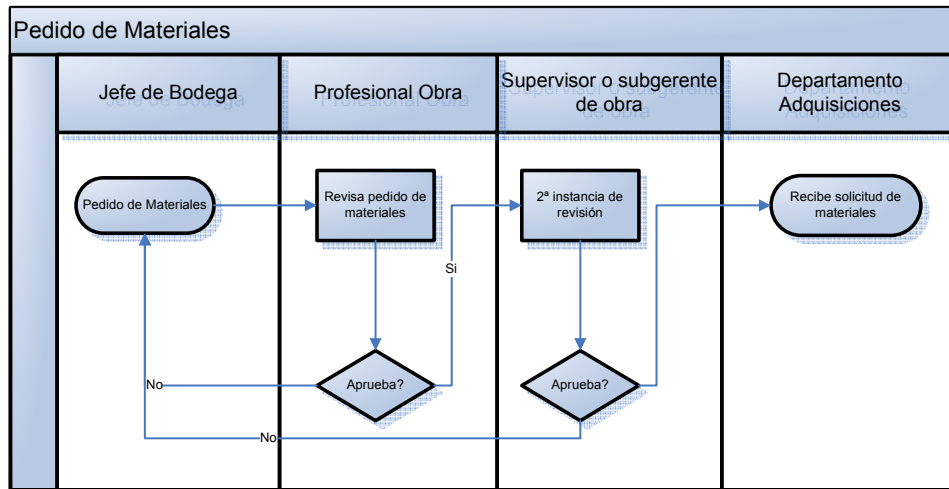 Pedido de Materiales
Jefe de Bodega
Profesional Obra
Supervisor o subgerente
de obra
Departamento
Adquisiciones
Pedido de Materiales
Revisa pedido de
materiales
2ª instancia de
revisión
Recibe solicitud de
materiales
Si
No
Aprueba?
Aprueba?
No